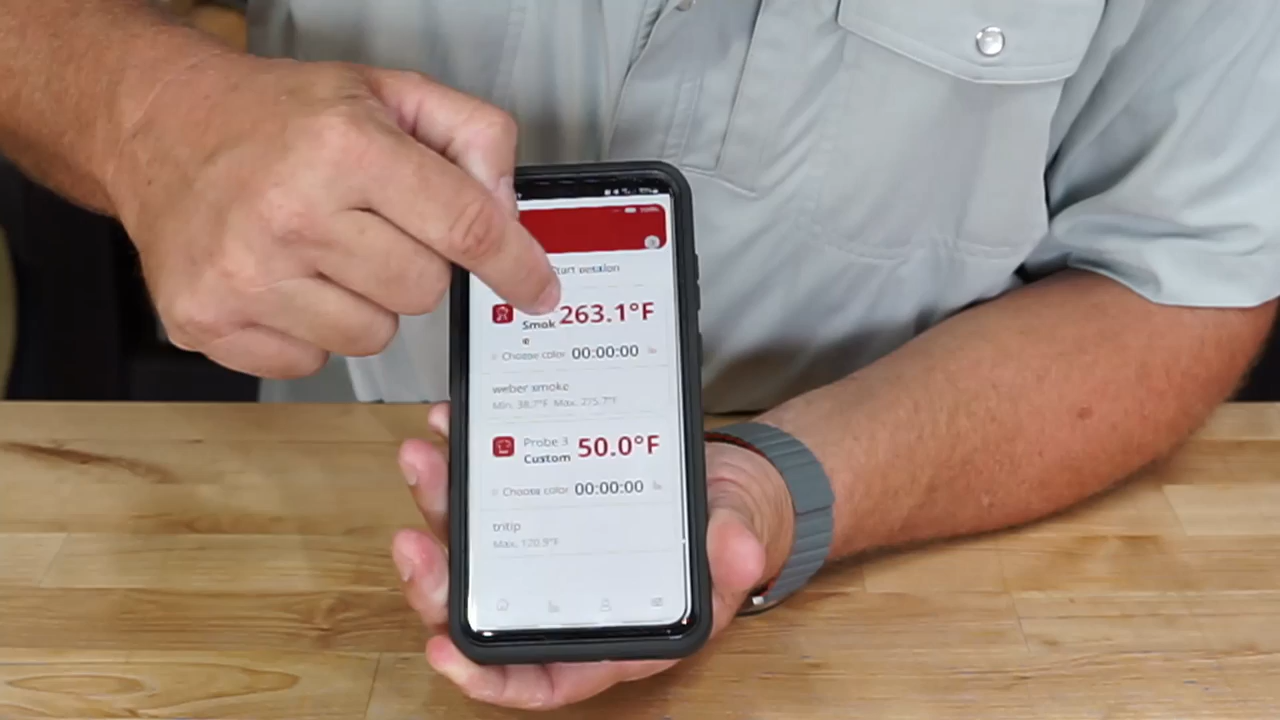 Start session
Smok 263.1°F
e
Choose color 00:00:00
weber smoke
Min. 38.7°F Max. 275.7°F
Probe 3 50.0°F
Custom
Choose color 00:00:00
tritip
Max. 170.9°F